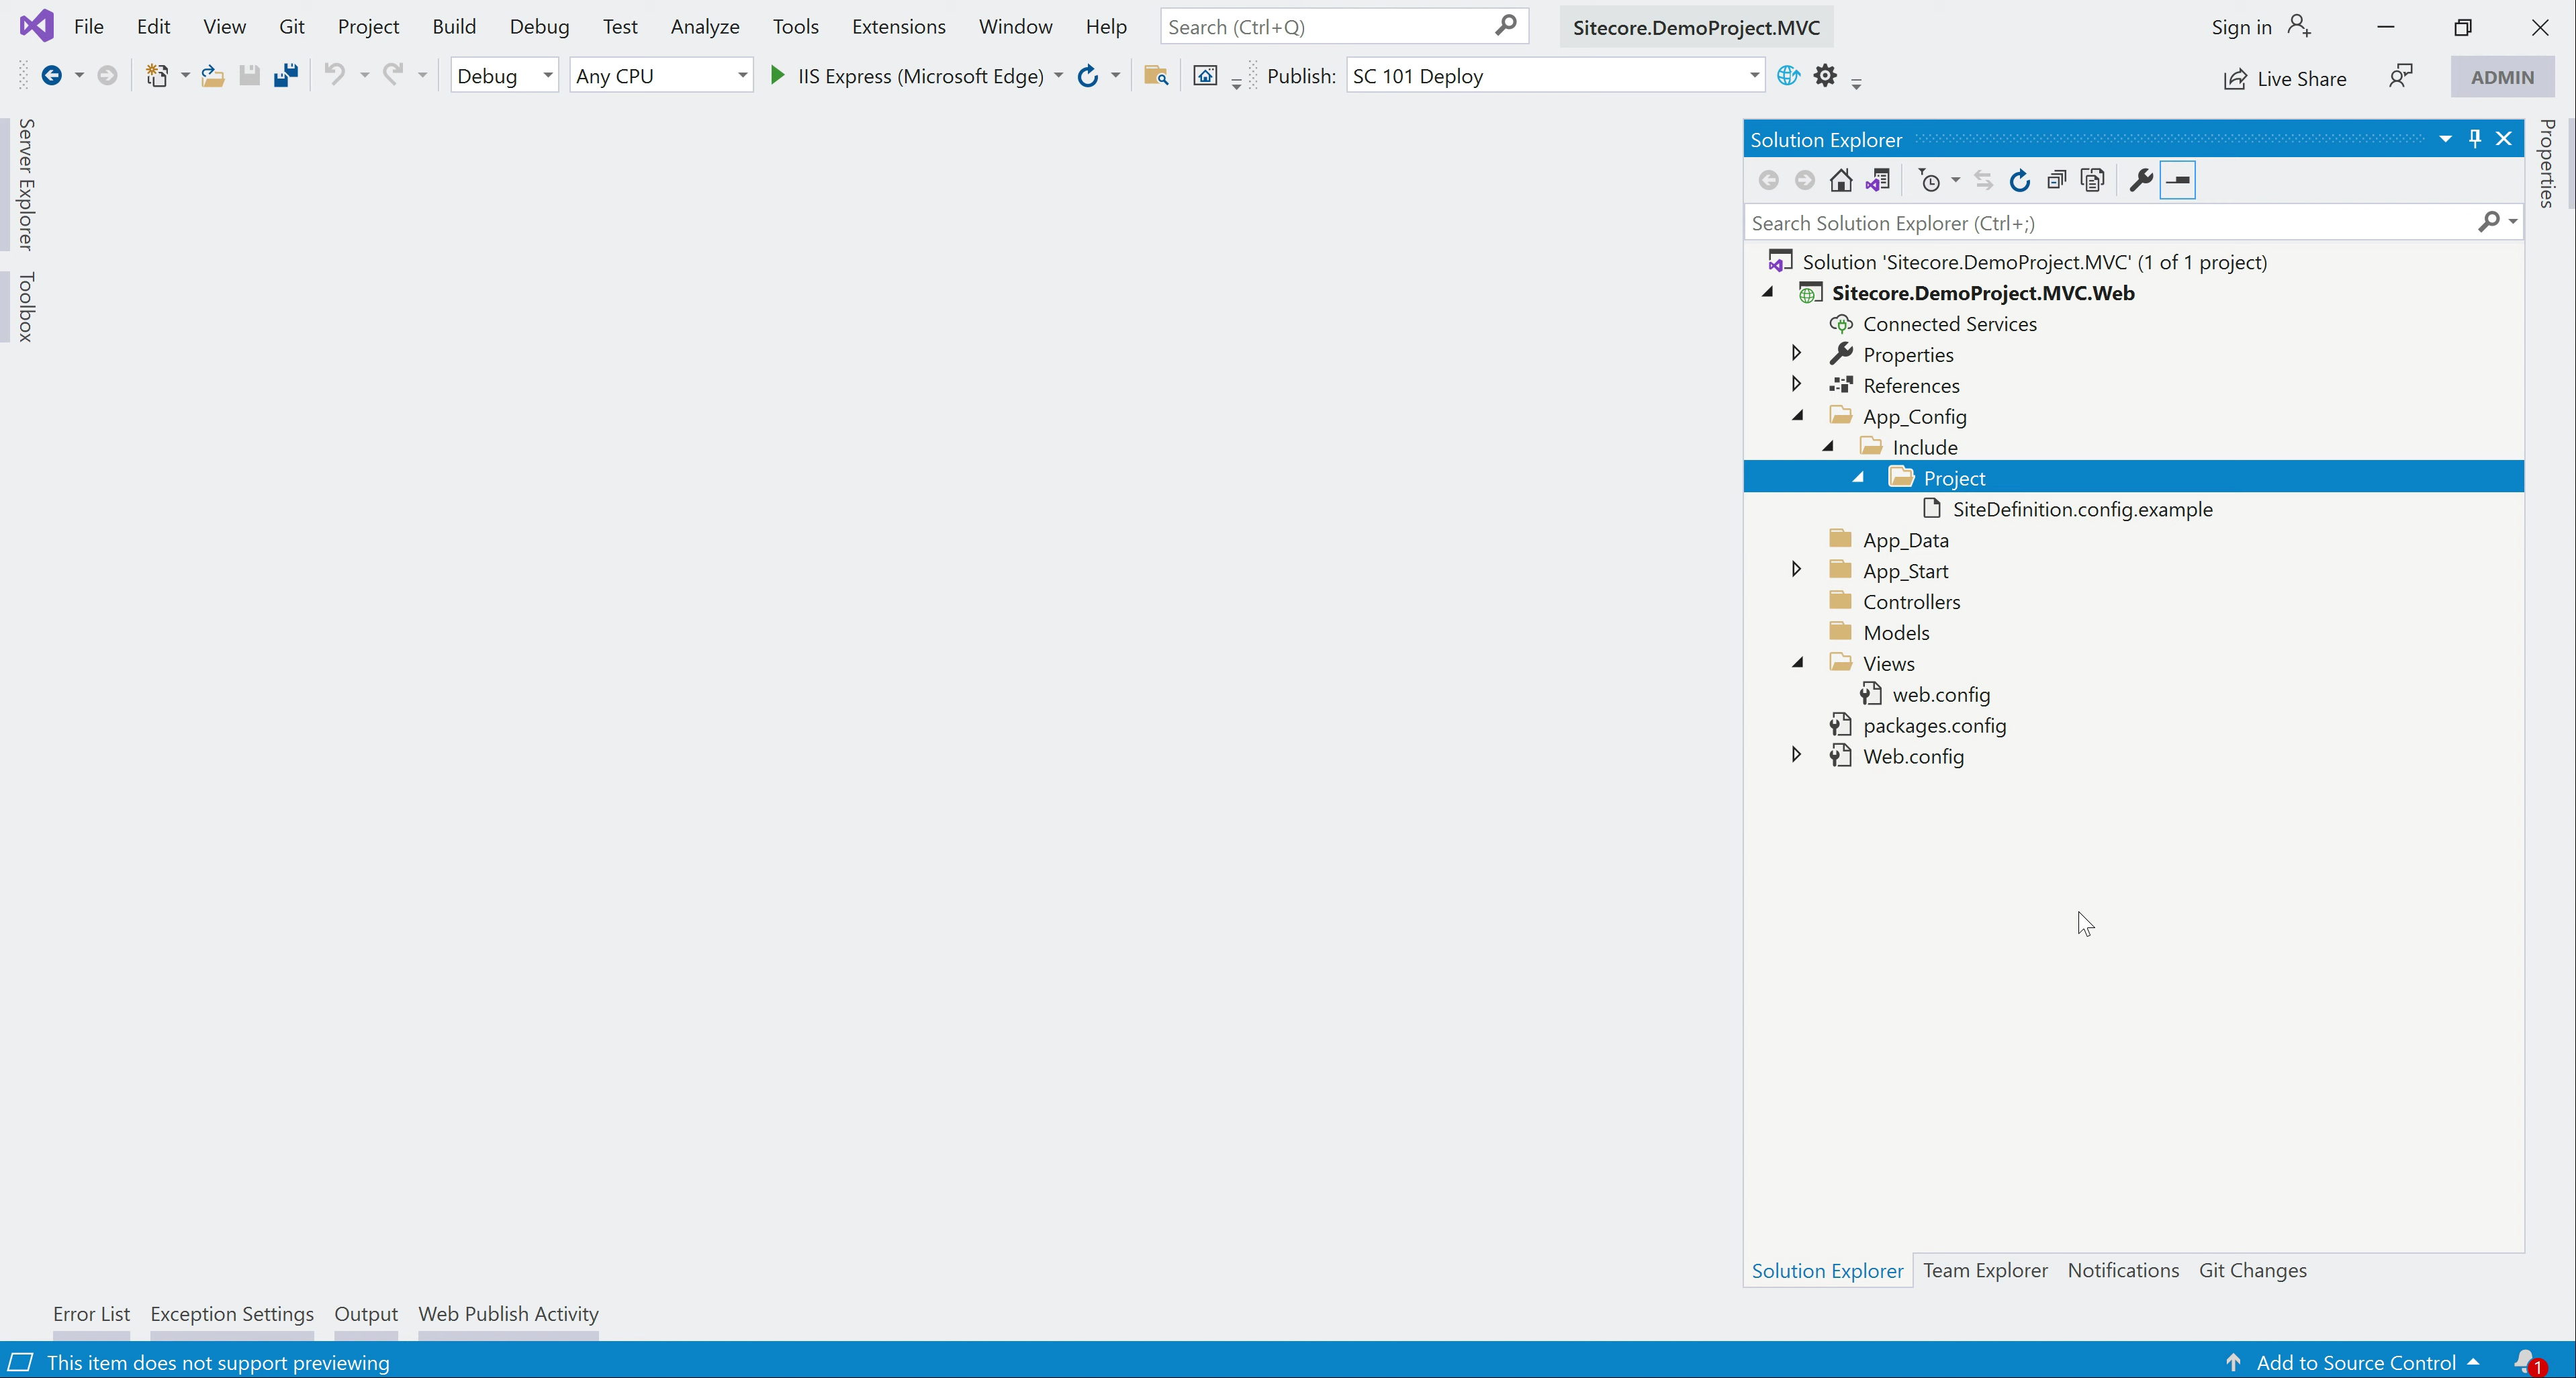 File Edit View Git Project Build Debug Test Analyze Tools Extensions Window Help Search (Ctrl+Q) Sitecore.DemoProject.MVC Sign in
Debug Any CPU IIS Express (Microsoft Edge) Publish: SC 101 Deploy Live Share ADMIN
Server Explorer
Toolbox
Solution Explorer
Properties
Search Solution Explorer (Ctrl+;)
Solution 'Sitecore.DemoProject.MVC' (1 of 1 project)
Sitecore.DemoProject.MVC.Web
Connected Services
Properties
References
App_Config
Include
Project
SiteDefinition.config.example
App_Data
App_Start
Controllers
Models
Views
web.config
packages.config
Web.config
Solution Explorer Team Explorer Notifications Git Changes
Error List Exception Settings Output Web Publish Activity
This item does not support previewing Add to Source Control 1